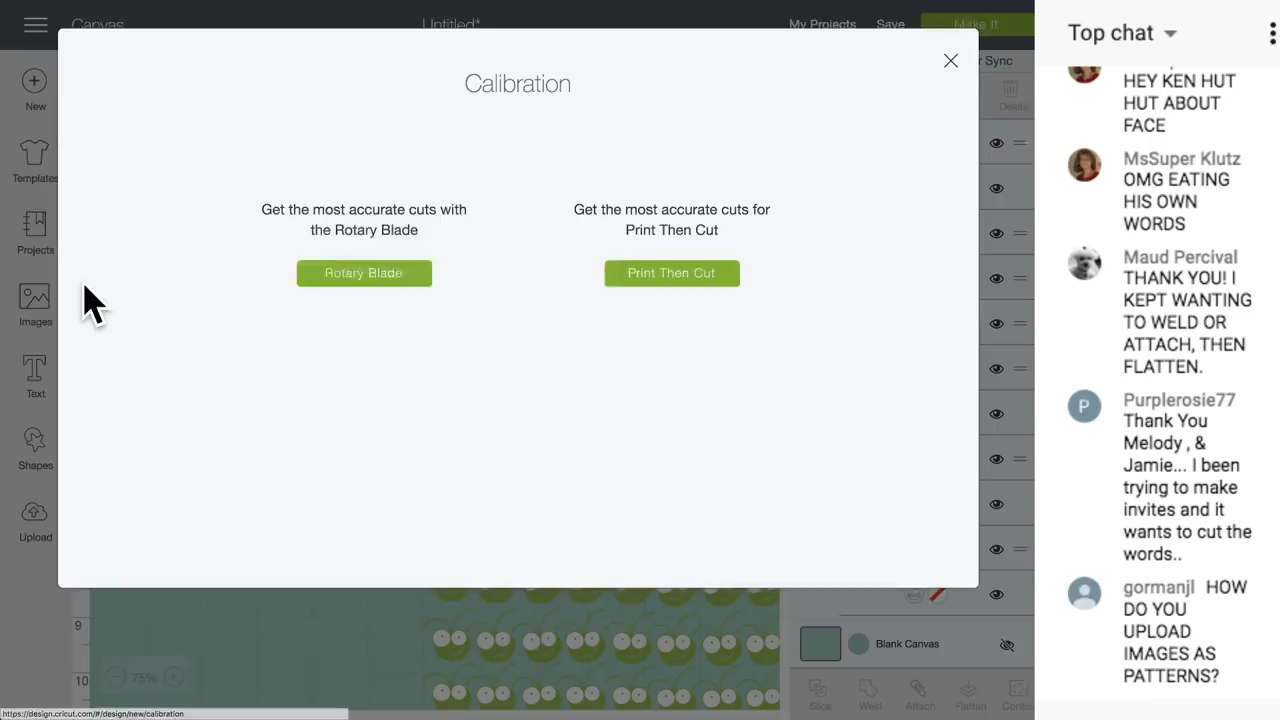 Canvas
Untitled*
My Projects
Save
Make It
Top chat
New
Templates
Projects
Images
Text
Shapes
Upload
Calibration
Get the most accurate cuts with
the Rotary Blade
Rotary Blade
Get the most accurate cuts for
Print Then Cut
Print Then Cut
Sync
Delete
9
10
75%
Blank Canvas
Slice
Weld
Attach
Flatten
https://design.cricut.com/#/design/new/calibration
HEY KEN HUT
HUT ABOUT
FACE
MsSuper Klutz
OMG EATING
HIS OWN
WORDS
Maud Percival
THANK YOU! I
KEPT WANTING
TO WELD OR
ATTACH, THEN
FLATTEN.
P
Purplerosie77
Thank You
Melody , &
Jamie... I been
trying to make
invites and it
wants to cut the
words..
gormanjl HOW
DO YOU
UPLOAD
IMAGES AS
PATTERNS?